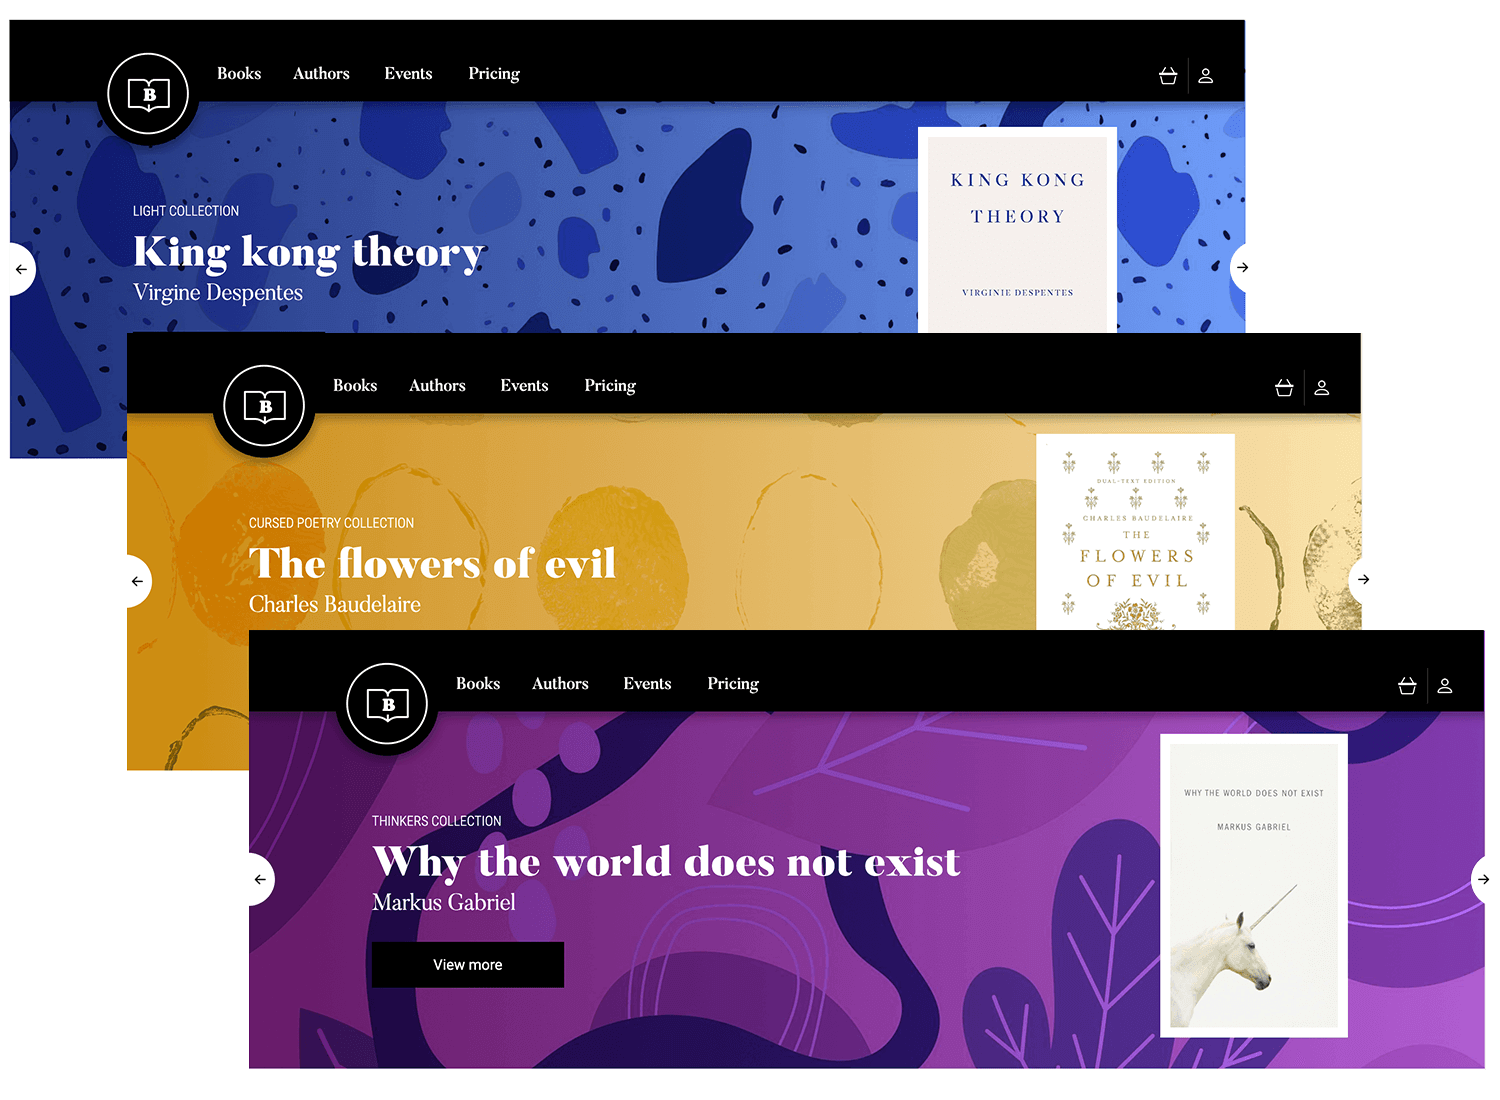 Books Authors Events Pricing
B
LIGHT COLLECTION
King kong theory
Virgine Despentes
KING KONG
THEORY
VIRGINIE DESPENTES
Books Authors Events Pricing
B
CURSED POETRY COLLECTION
The flowers of evil
Charles Baudelaire
DUAL-TEXT EDITION
CHARLES BAUDELAIRE
THE
FLOWERS
OF EVIL
Books Authors Events Pricing
B
THINKERS COLLECTION
Why the world does not exist
Markus Gabriel
View more
WHY THE WORLD DOES NOT EXIST
MARKUS GABRIEL